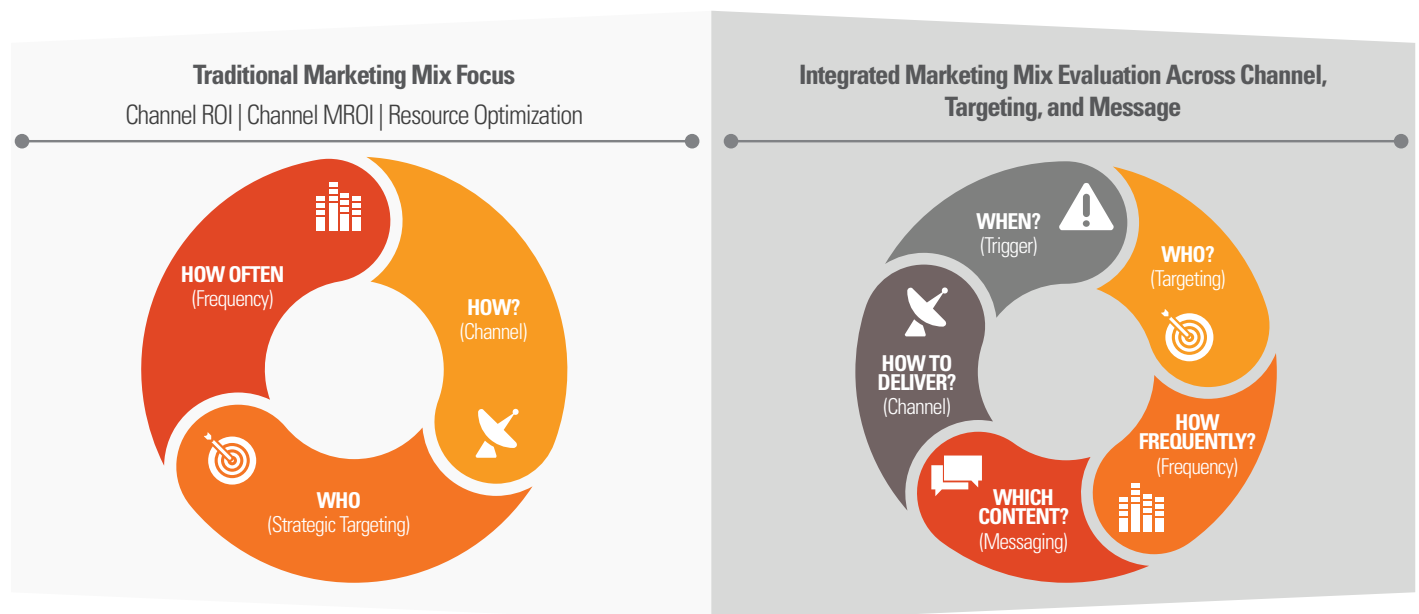 Traditional Marketing Mix Focus
Channel ROI | Channel MROI | Resource Optimization
HOW OFTEN
(Frequency)
HOW?
(Channel)
WHO
(Strategic Targeting)
Integrated Marketing Mix Evaluation Across Channel,
Targeting, and Message
WHEN?
(Trigger)
WHO?
(Targeting)
HOW TO
DELIVER?
(Channel)
HOW
FREQUENTLY?
(Frequency)
WHICH
CONTENT?
(Messaging)